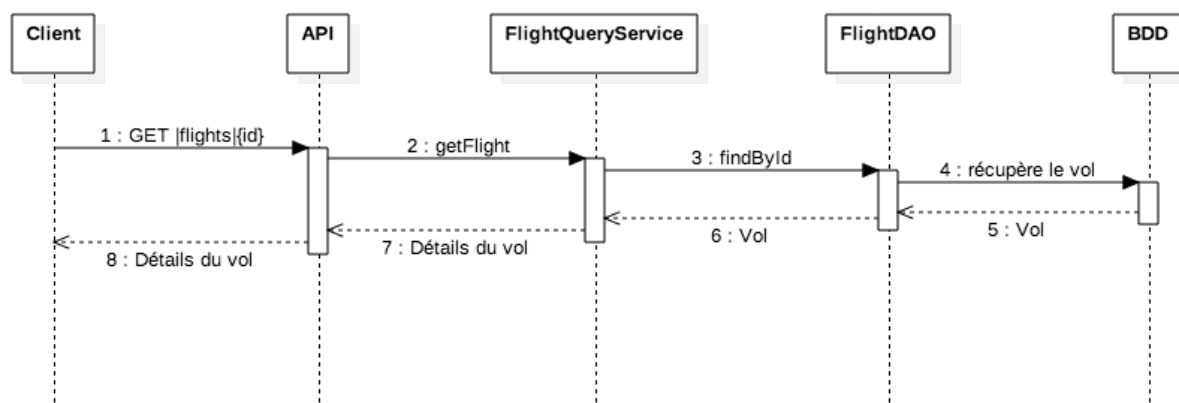 Client
API
FlightQueryService
FlightDAO
BDD
1 : GET |flights|{id}
2 : getFlight
3 : findById
4 : récupère le vol
5 : Vol
6 : Vol
7 : Détails du vol
8 : Détails du vol